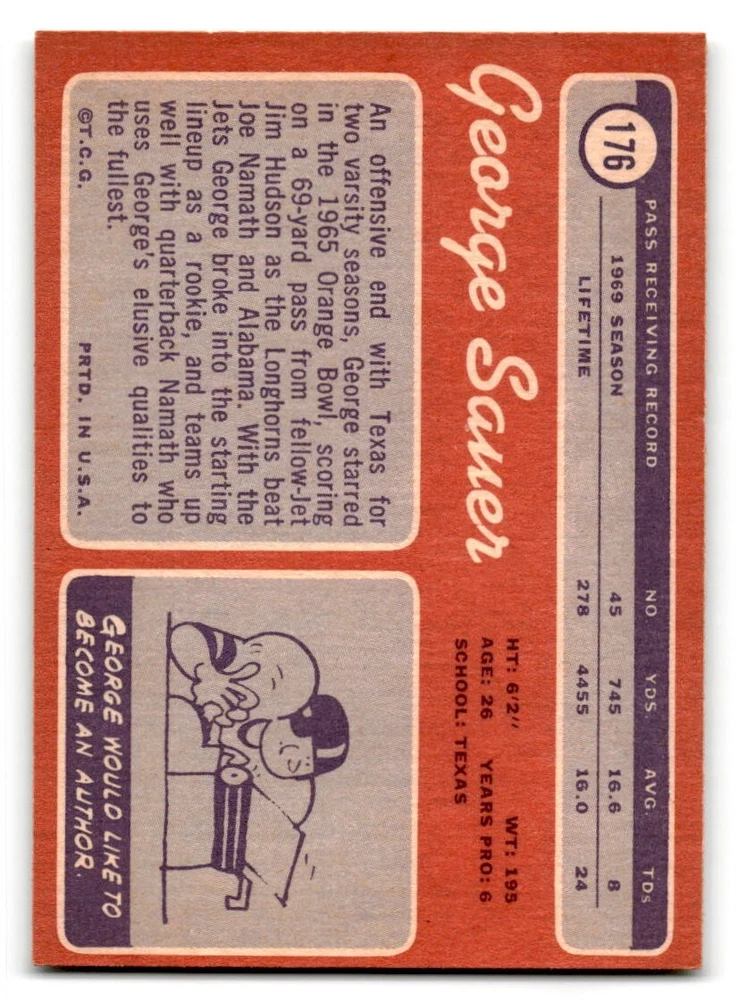 176
PASS RECEIVING RECORD NO. YDS. AVG. TDs
1969 SEASON 45 745 16.6 8
LIFETIME 278 4455 16.0 24
George Sauer
HT: 6'2" WT: 195
AGE: 26 YEARS PRO: 6
SCHOOL: TEXAS
An offensive end with Texas for
two varsity seasons, George starred
in the 1965 Orange Bowl, scoring
on a 69-yard pass from fellow-Jet
Jim Hudson as the Longhorns beat
Joe Namath and Alabama. With the
Jets George broke into the starting
lineup as a rookie, and teams up
well with quarterback Namath who
uses George's elusive qualities to
the fullest.
©T.C.G. PRTD. IN U.S.A.
GEORGE WOULD LIKE TO
BECOME AN AUTHOR.